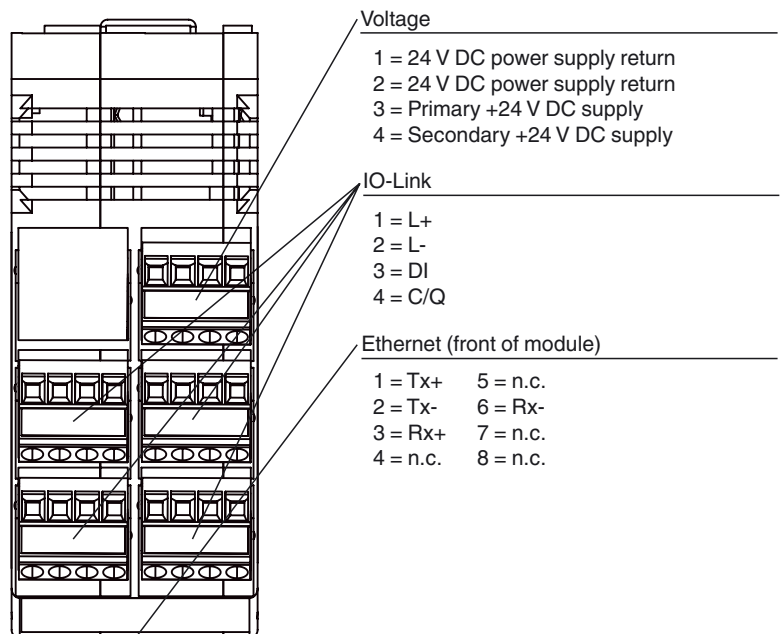 Voltage
1 = 24 V DC power supply return
2 = 24 V DC power supply return
3 = Primary +24 V DC supply
4 = Secondary +24 V DC supply
IO-Link
1 = L+
2 = L-
3 = DI
4 = C/Q
Ethernet (front of module)
1 = Tx+ 5 = n.c.
2 = Tx- 6 = Rx-
3 = Rx+ 7 = n.c.
4 = n.c. 8 = n.c.